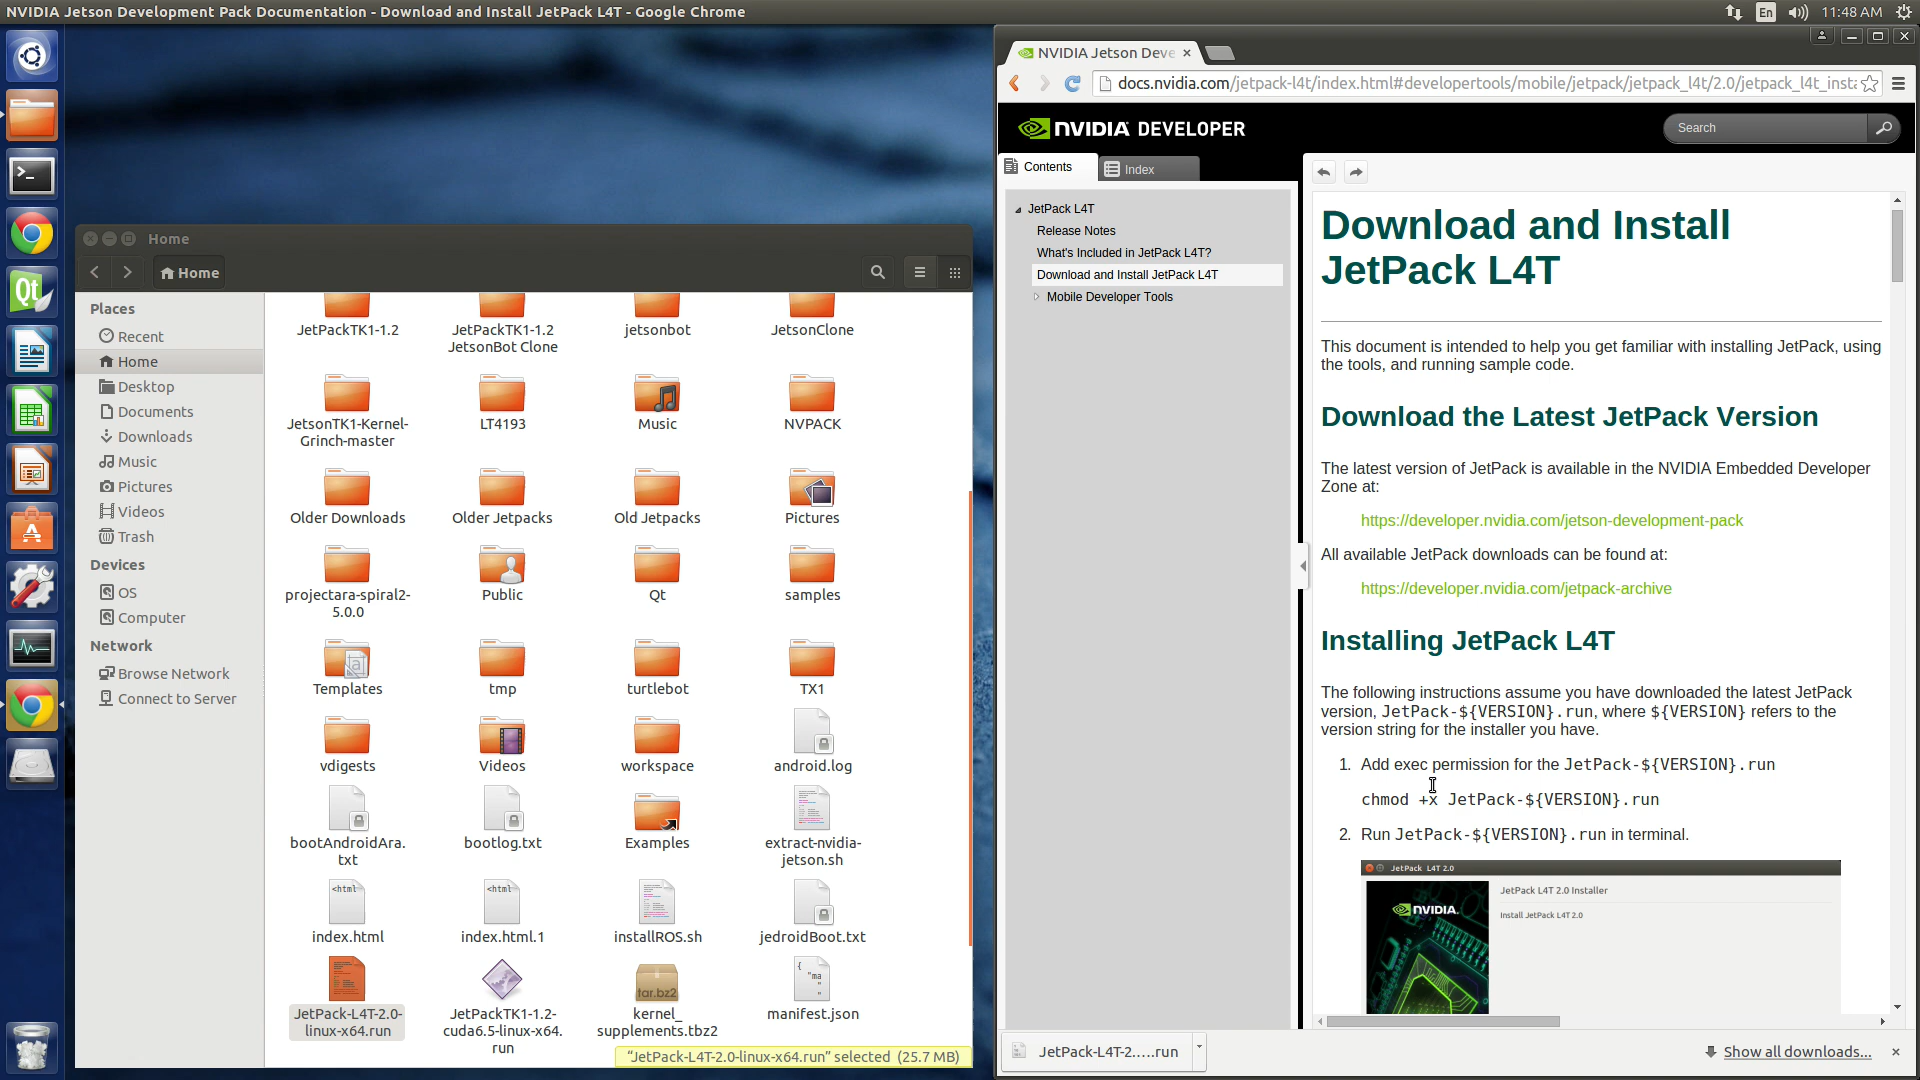 NVIDIA Jetson Development Pack Documentation - Download and Install JetPack L4T - Google Chrome
En
11:48 AM
Home
Home
Places
Recent
Home
Desktop
Documents
Downloads
Music
Pictures
Videos
Trash
Devices
OS
Computer
Network
Browse Network
Connect to Server
JetPackTK1-1.2
JetPackTK1-1.2
JetsonBot Clone
jetsonbot
JetsonClone
JetsonTK1-Kernel-
Grinch-master
LT4193
Music
NVPACK
Older Downloads
Older Jetpacks
Old Jetpacks
Pictures
projectara-spiral2-
5.0.0
Public
Qt
samples
Templates
tmp
turtlebot
TX1
vdigests
Videos
workspace
android.log
bootAndroidAra.
txt
bootlog.txt
Examples
extract-nvidia-
jetson.sh
<html
index.html
<html
index.html.1
installROS.sh
jedroidBoot.txt
JetPack-L4T-2.0-
linux-x64.run
JetPackTK1-1.2-
cuda6.5-linux-x64.
run
tar.bz2
kernel_
supplements.tbz2
{
"ma
"
"
manifest.json
"JetPack-L4T-2.0-linux-x64.run" selected (25.7 MB)
Qt
NVIDIA Jetson Deve
docs.nvidia.com/jetpack-l4t/index.html#developertools/mobile/jetpack/jetpack_l4t/2.0/jetpack_l4t_insta
NVIDIA DEVELOPER
Search
Contents
Index
JetPack L4T
Release Notes
What's Included in JetPack L4T?
Download and Install JetPack L4T
Mobile Developer Tools
Download and Install
JetPack L4T
This document is intended to help you get familiar with installing JetPack, using
the tools, and running sample code.
Download the Latest JetPack Version
The latest version of JetPack is available in the NVIDIA Embedded Developer
Zone at:
https://developer.nvidia.com/jetson-development-pack
All available JetPack downloads can be found at:
https://developer.nvidia.com/jetpack-archive
Installing JetPack L4T
The following instructions assume you have downloaded the latest JetPack
version, JetPack-${VERSION}.run, where ${VERSION} refers to the
version string for the installer you have.
1. Add exec permission for the JetPack-${VERSION}.run
chmod +x JetPack-${VERSION}.run
2. Run JetPack-${VERSION}.run in terminal.
JetPack L4T 2.0
JetPack L4T 2.0 Installer
Install JetPack L4T 2.0
NVIDIA.
JetPack-L4T-2.....run
Show all downloads...